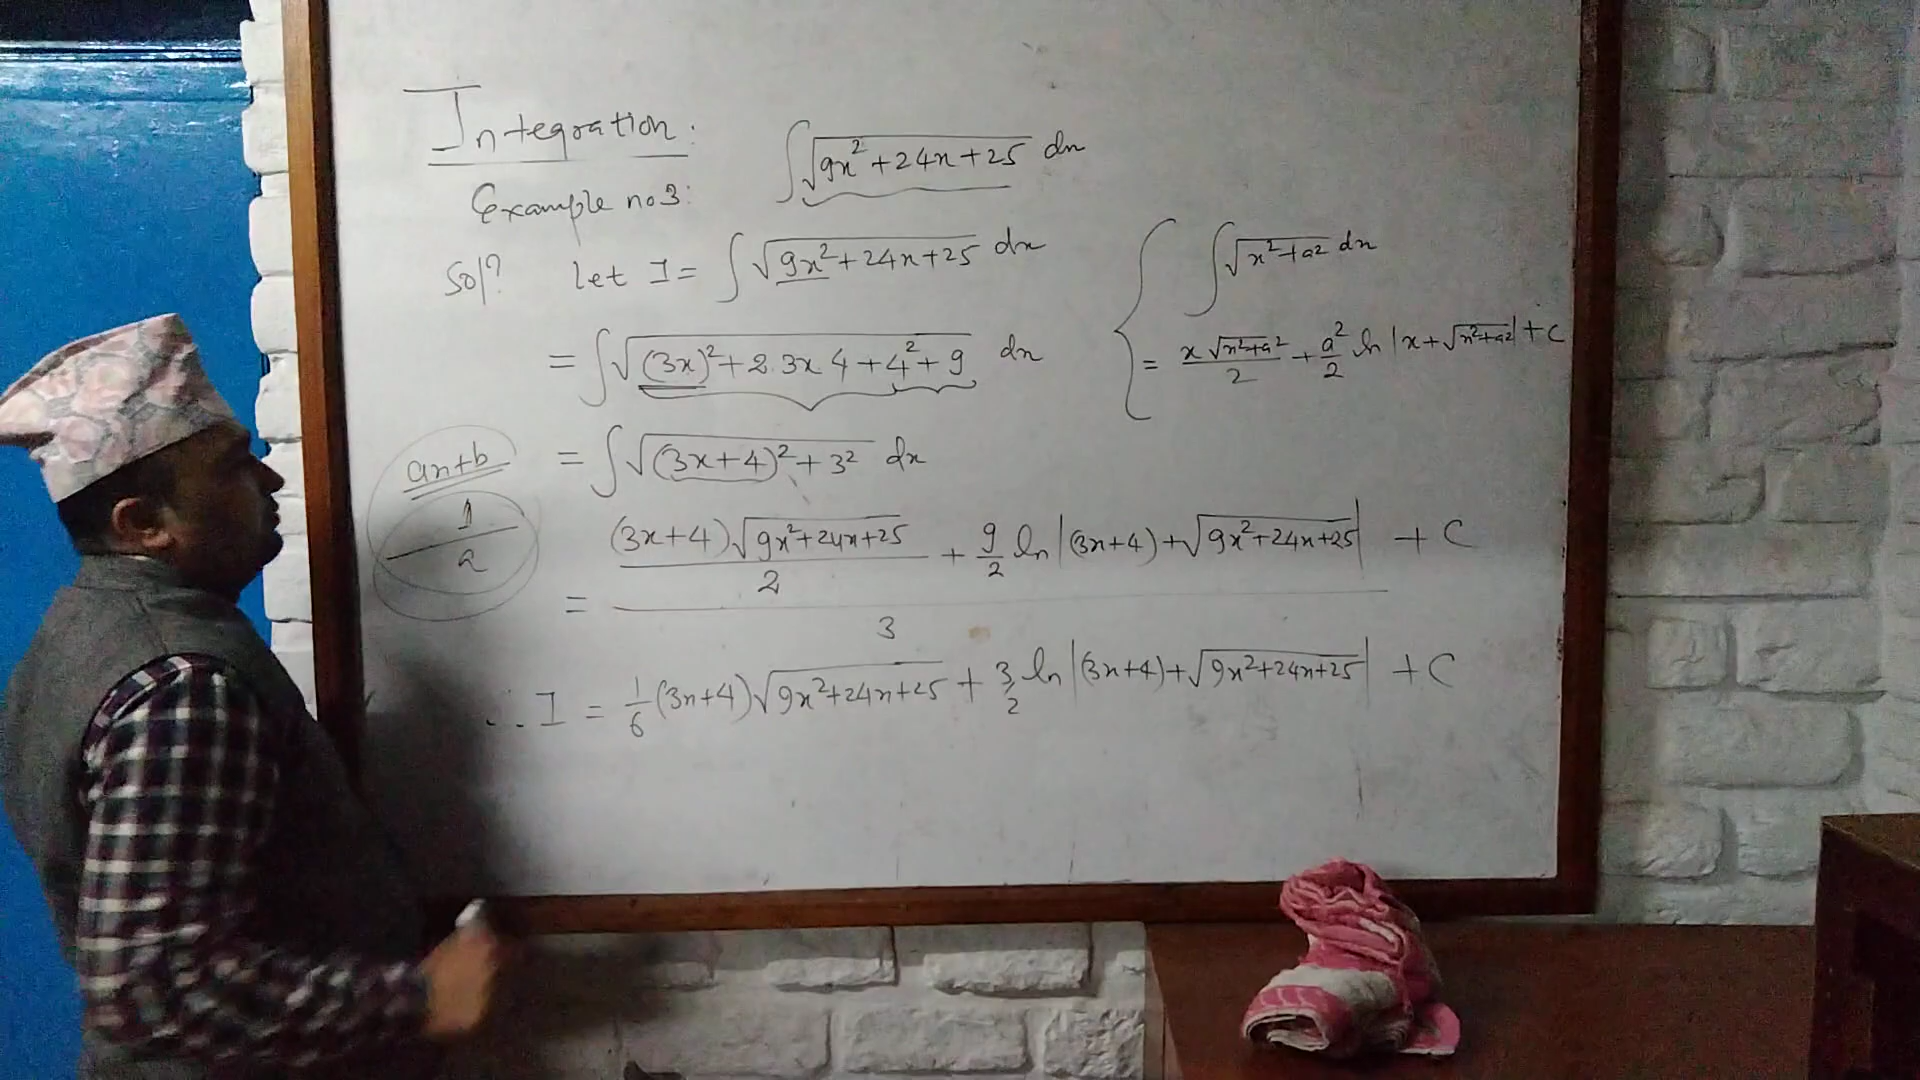 Integration:
Example no 3: ∫√(9x²+24x+25) dx
Solⁿ: Let I = ∫√(9x²+24x+25) dx
= ∫√((3x)²+2.3x 4+4²+9) dx
= ∫√((3x+4)²+3²) dx
= ((3x+4)√(9x²+24x+25)/2 + 9/2 ln|(3x+4)+√(9x²+24x+25)| + C)/3
∴ I = 1/6 (3x+4)√(9x²+24x+25) + 3/2 ln|(3x+4)+√(9x²+24x+25)| + C
∫√(x²+a²) dx
= x√(x²+a²)/2 + a²/2 ln|x+√(x²+a²)| + C
ax+b
1/a